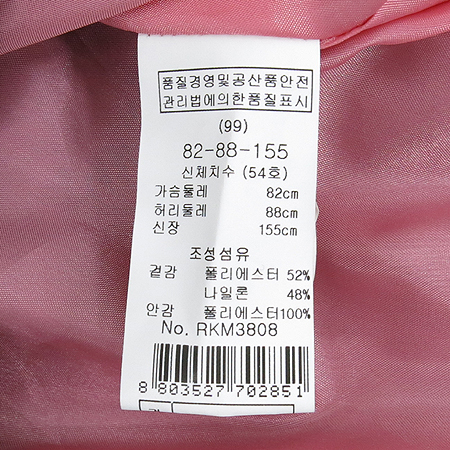 품질경영및공산품안전
관리법에의한품질표시
(99)
82-88-155
신체치수 (54호)
가슴둘레 82cm
허리둘레 88cm
신장 155cm
조성섬유
겉감 폴리에스터 52%
나일론 48%
안감 폴리에스터100%
No. RKM3808
8 803527 702851